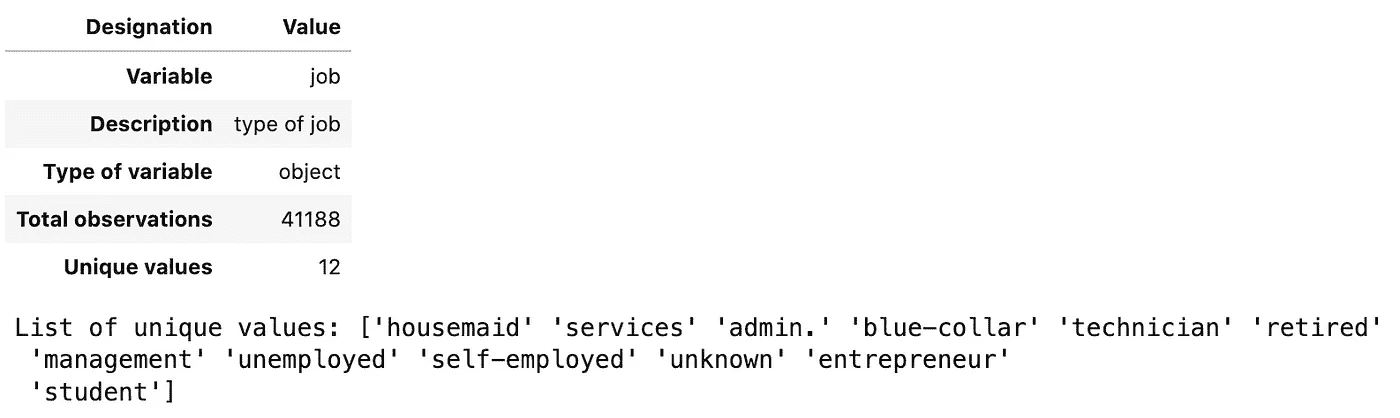 Designation Value
Variable job
Description type of job
Type of variable object
Total observations 41188
Unique values 12
List of unique values: ['housemaid' 'services' 'admin.' 'blue-collar' 'technician' 'retired'
'management' 'unemployed' 'self-employed' 'unknown' 'entrepreneur'
'student']